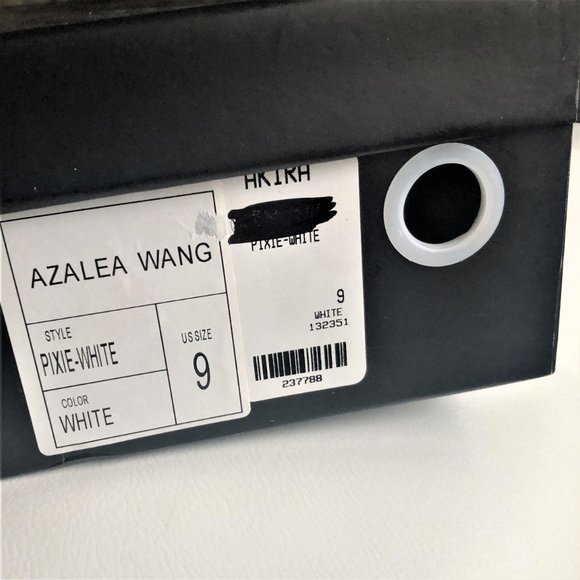 AZALEA WANG
STYLE
PIXIE-WHITE
COLOR
WHITE
US SIZE
9
AKIRA
PIXIE-WHITE
9
WHITE
132351
237788